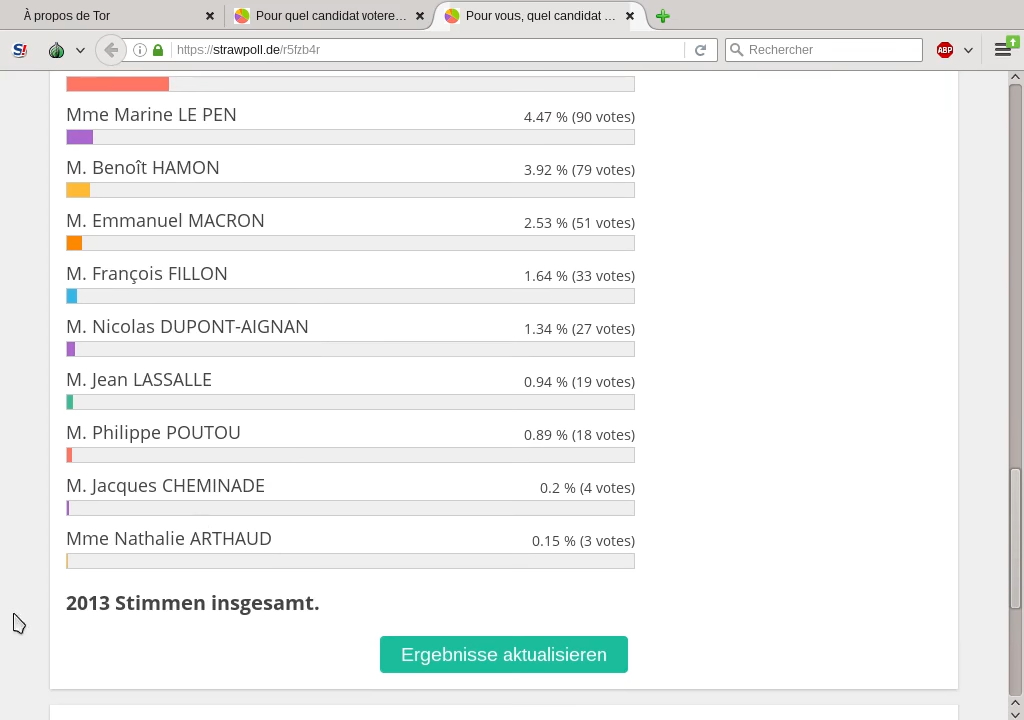 À propos de Tor
Pour quel candidat votere...
Pour vous, quel candidat ...
S!
https://strawpoll.de/r5fzb4r
Rechercher
ABP
Mme Marine LE PEN
4.47 % (90 votes)
M. Benoît HAMON
3.92 % (79 votes)
M. Emmanuel MACRON
2.53 % (51 votes)
M. François FILLON
1.64 % (33 votes)
M. Nicolas DUPONT-AIGNAN
1.34 % (27 votes)
M. Jean LASSALLE
0.94 % (19 votes)
M. Philippe POUTOU
0.89 % (18 votes)
M. Jacques CHEMINADE
0.2 % (4 votes)
Mme Nathalie ARTHAUD
0.15 % (3 votes)
2013 Stimmen insgesamt.
Ergebnisse aktualisieren